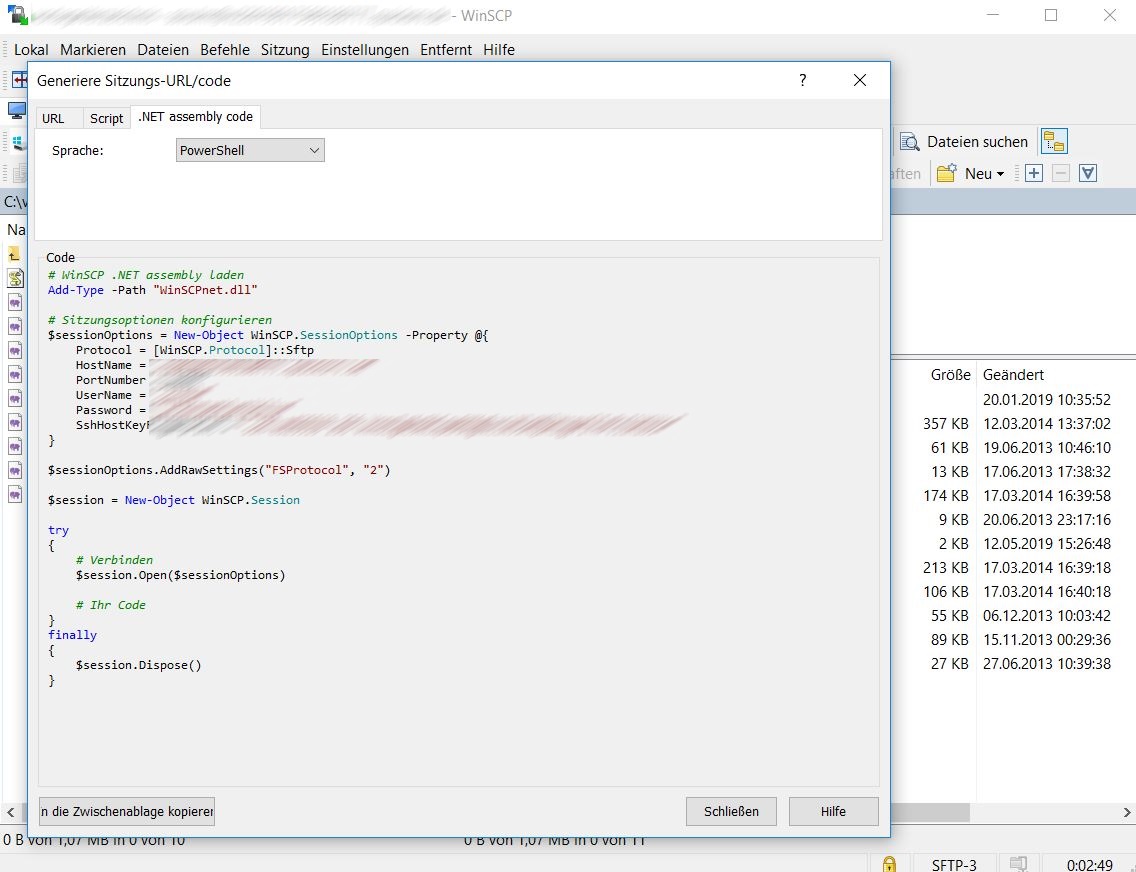 - WinSCP
Lokal Markieren Dateien Befehle Sitzung Einstellungen Entfernt Hilfe
Generiere Sitzungs-URL/code ?
URL Script .NET assembly code
Sprache: PowerShell
Dateien suchen
Neu
C:\
Na
Code
# WinSCP .NET assembly laden
Add-Type -Path "WinSCPnet.dll"
# Sitzungsoptionen konfigurieren
$sessionOptions = New-Object WinSCP.SessionOptions -Property @{
Protocol = [WinSCP.Protocol]::Sftp
HostName =
PortNumber
UserName =
Password =
SshHostKey
}
$sessionOptions.AddRawSettings("FSProtocol", "2")
$session = New-Object WinSCP.Session
try
{
# Verbinden
$session.Open($sessionOptions)
# Ihr Code
}
finally
{
$session.Dispose()
}
n die Zwischenablage kopieren
Schließen
Hilfe
Größe Geändert
20.01.2019 10:35:52
357 KB 12.03.2014 13:37:02
61 KB 19.06.2013 10:46:10
13 KB 17.06.2013 17:38:32
174 KB 17.03.2014 16:39:58
9 KB 20.06.2013 23:17:16
2 KB 12.05.2019 15:26:48
213 KB 17.03.2014 16:39:18
106 KB 17.03.2014 16:40:18
55 KB 06.12.2013 10:03:42
89 KB 15.11.2013 00:29:36
27 KB 27.06.2013 10:39:38
0 B von 1,07 MB in 0 von 10
0 B von 1,07 MB in 0 von 11
SFTP-3
0:02:49